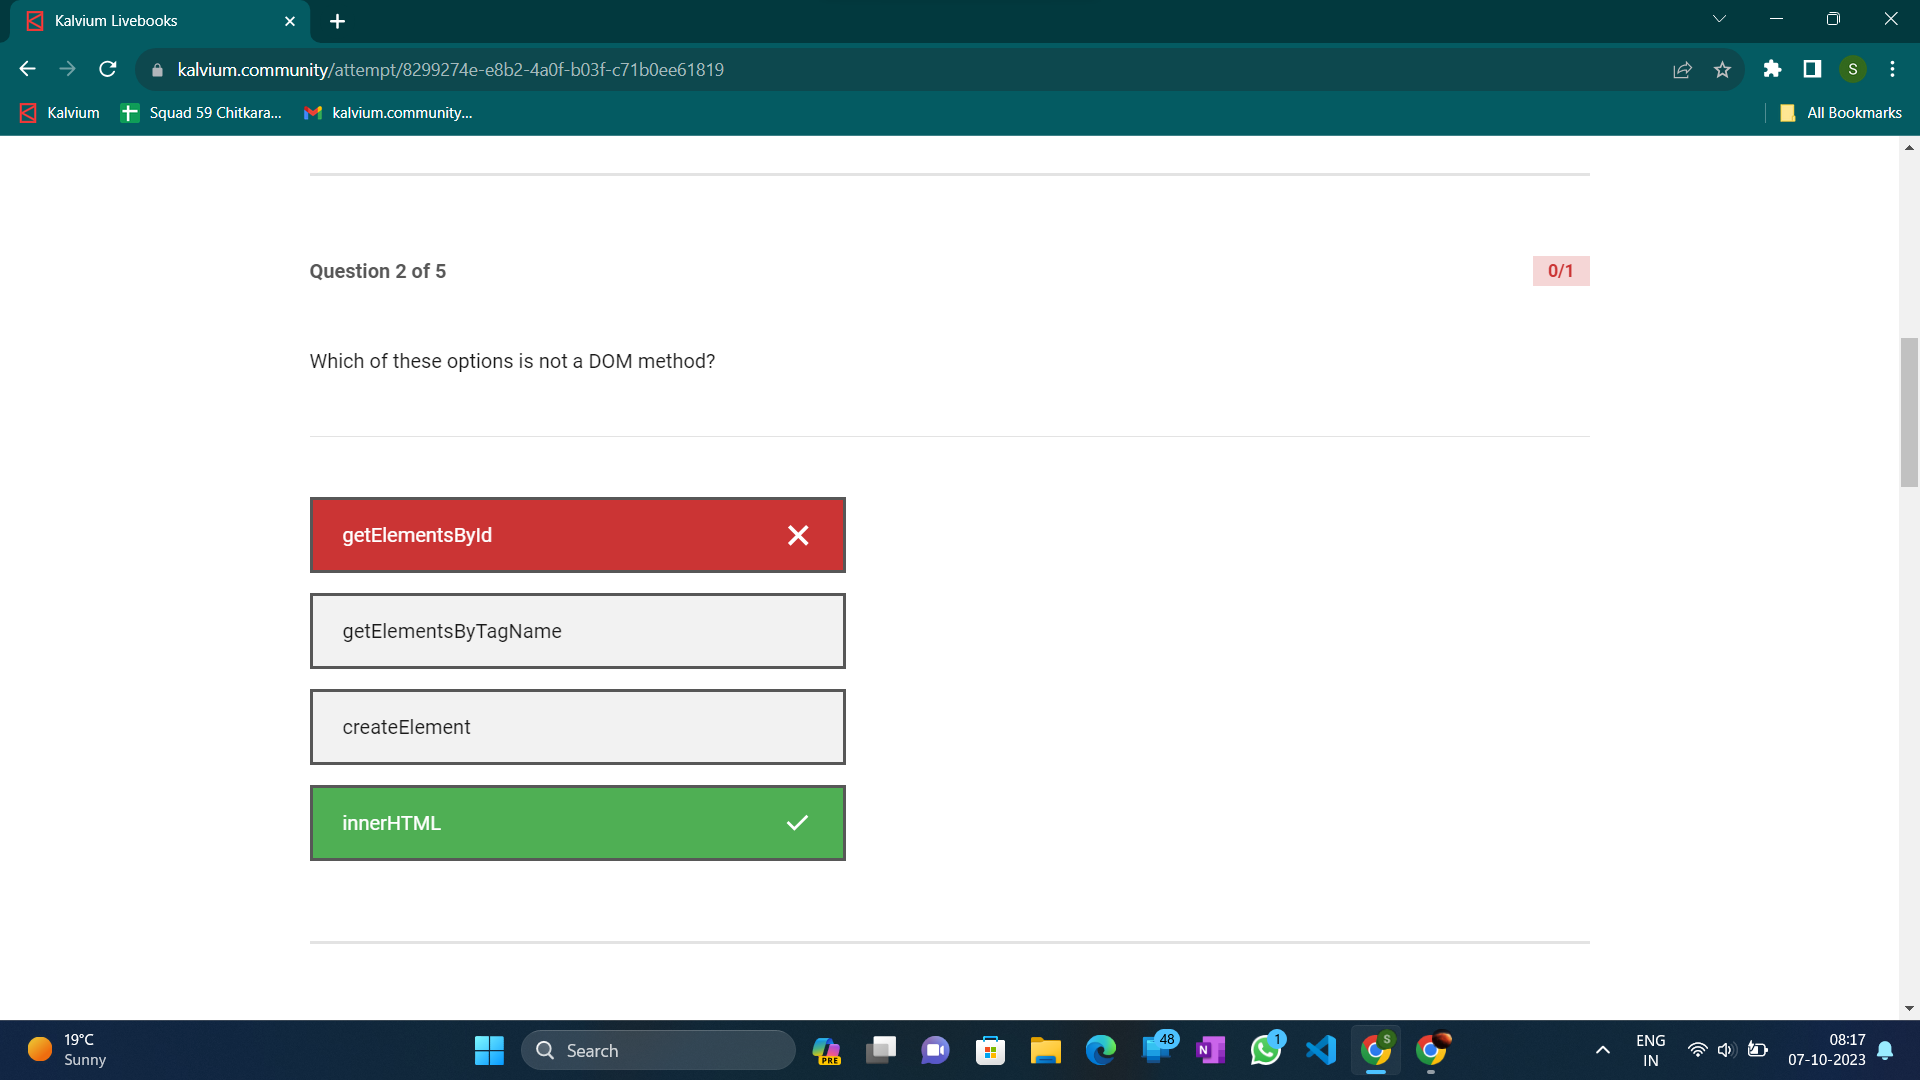 Kalvium Livebooks
kalvium.community/attempt/8299274e-e8b2-4a0f-b03f-c71b0ee61819
S
Kalvium
Squad 59 Chitkara...
kalvium.community...
All Bookmarks
Question 2 of 5
0/1
Which of these options is not a DOM method?
getElementsById
getElementsByTagName
createElement
innerHTML
19°C
Sunny
Search
PRE
48
N
1
S
ENG
IN
08:17
07-10-2023